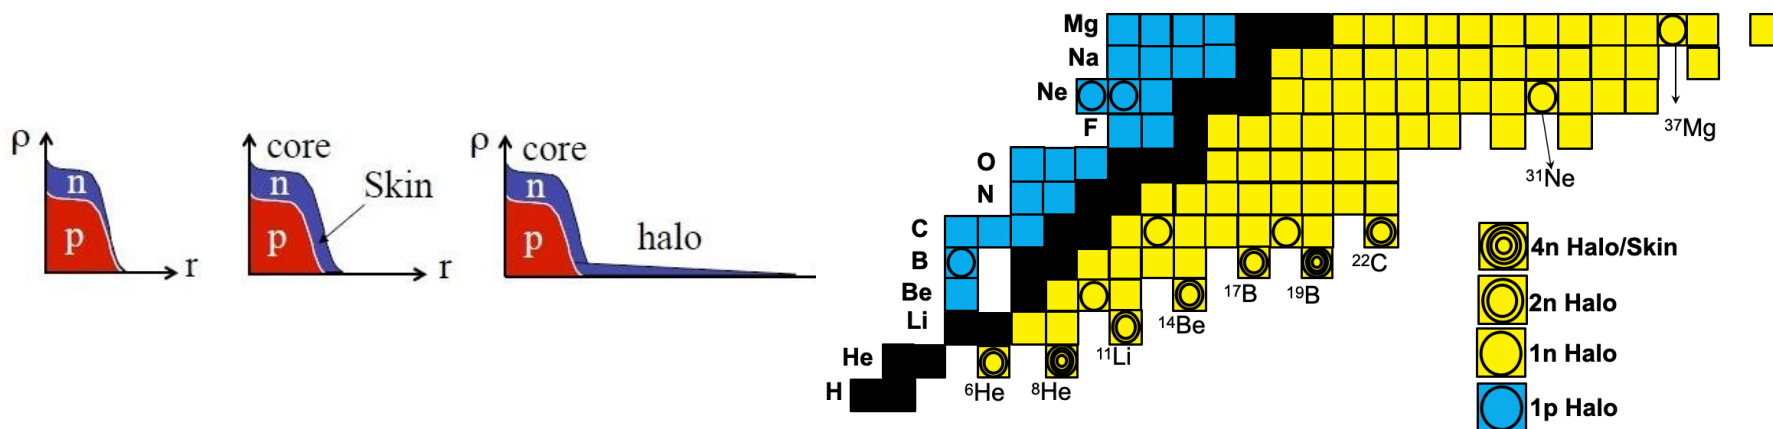 ρ
n
p
r
core
n
p
Skin
r
ρ
core
n
p
halo
r
Mg
Na
Ne
F
O
N
C
B
Be
Li
He
H
³⁷Mg
³¹Ne
²²C
¹⁹B
¹⁷B
¹⁴Be
¹¹Li
⁸He
⁶He
4n Halo/Skin
2n Halo
1n Halo
1p Halo